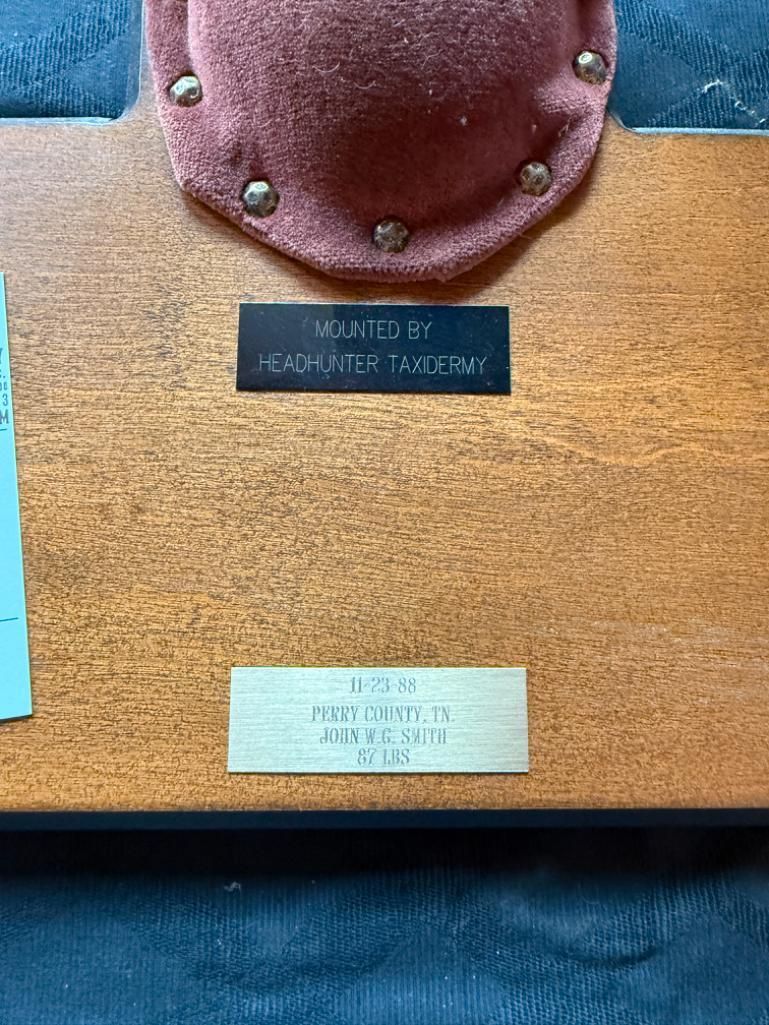 MOUNTED BY
HEADHUNTER TAXIDERMY
11-23-88
PERRY COUNTY, TN.
JOHN W.G. SMITH
87 LBS